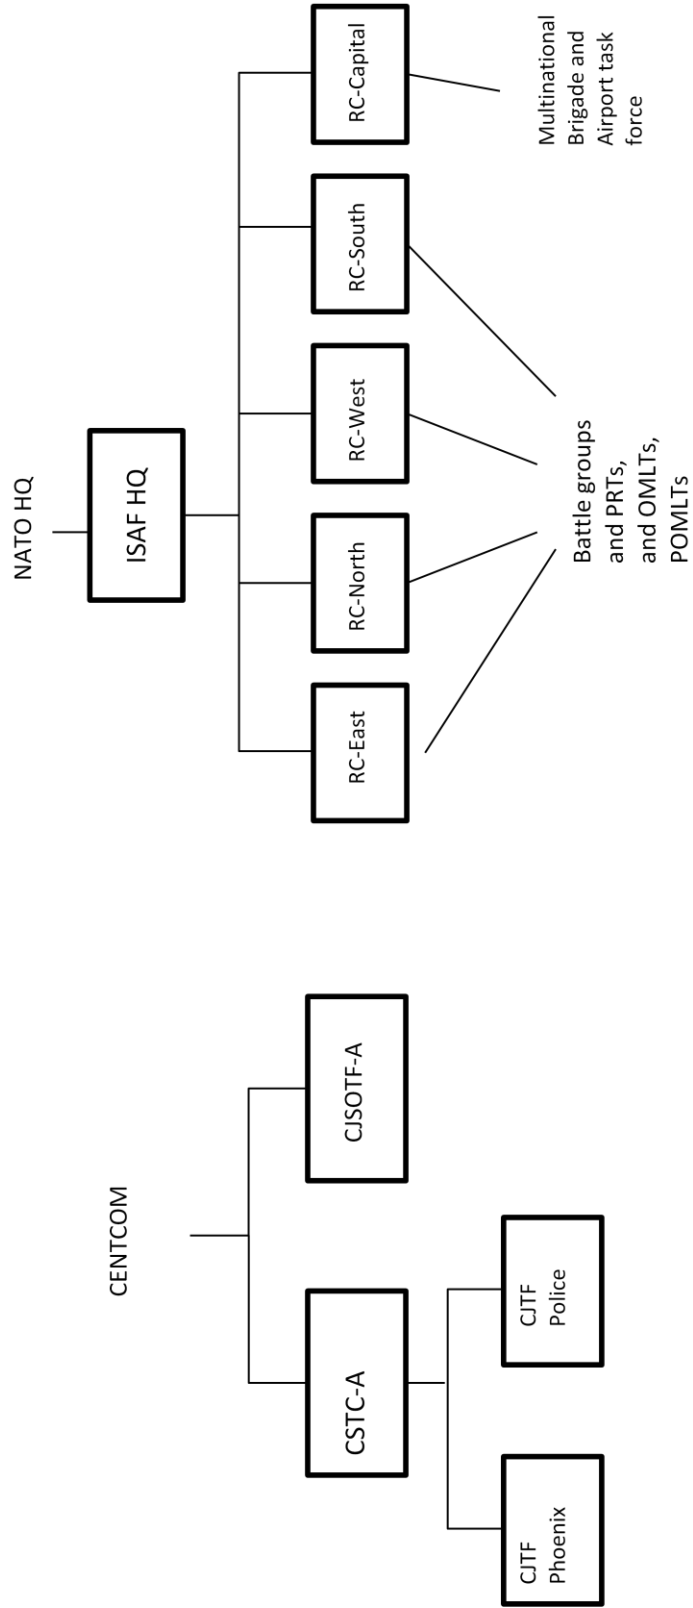 CENTCOM
CSTC-A
CJSOTF-A
CJTF
Phoenix
CJTF
Police
NATO HQ
ISAF HQ
RC-East
RC-North
RC-West
RC-South
RC-Capital
Battle groups
and PRTs,
and OMLTs,
POMLTs
Multinational
Brigade and
Airport task
force